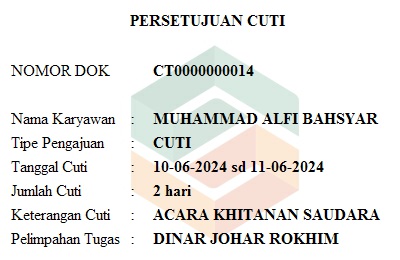 PERSETUJUAN CUTI
NOMOR DOK CT0000000014
Nama Karyawan : MUHAMMAD ALFI BAHSYAR
Tipe Pengajuan : CUTI
Tanggal Cuti : 10-06-2024 sd 11-06-2024
Jumlah Cuti : 2 hari
Keterangan Cuti : ACARA KHITANAN SAUDARA
Pelimpahan Tugas : DINAR JOHAR ROKHIM